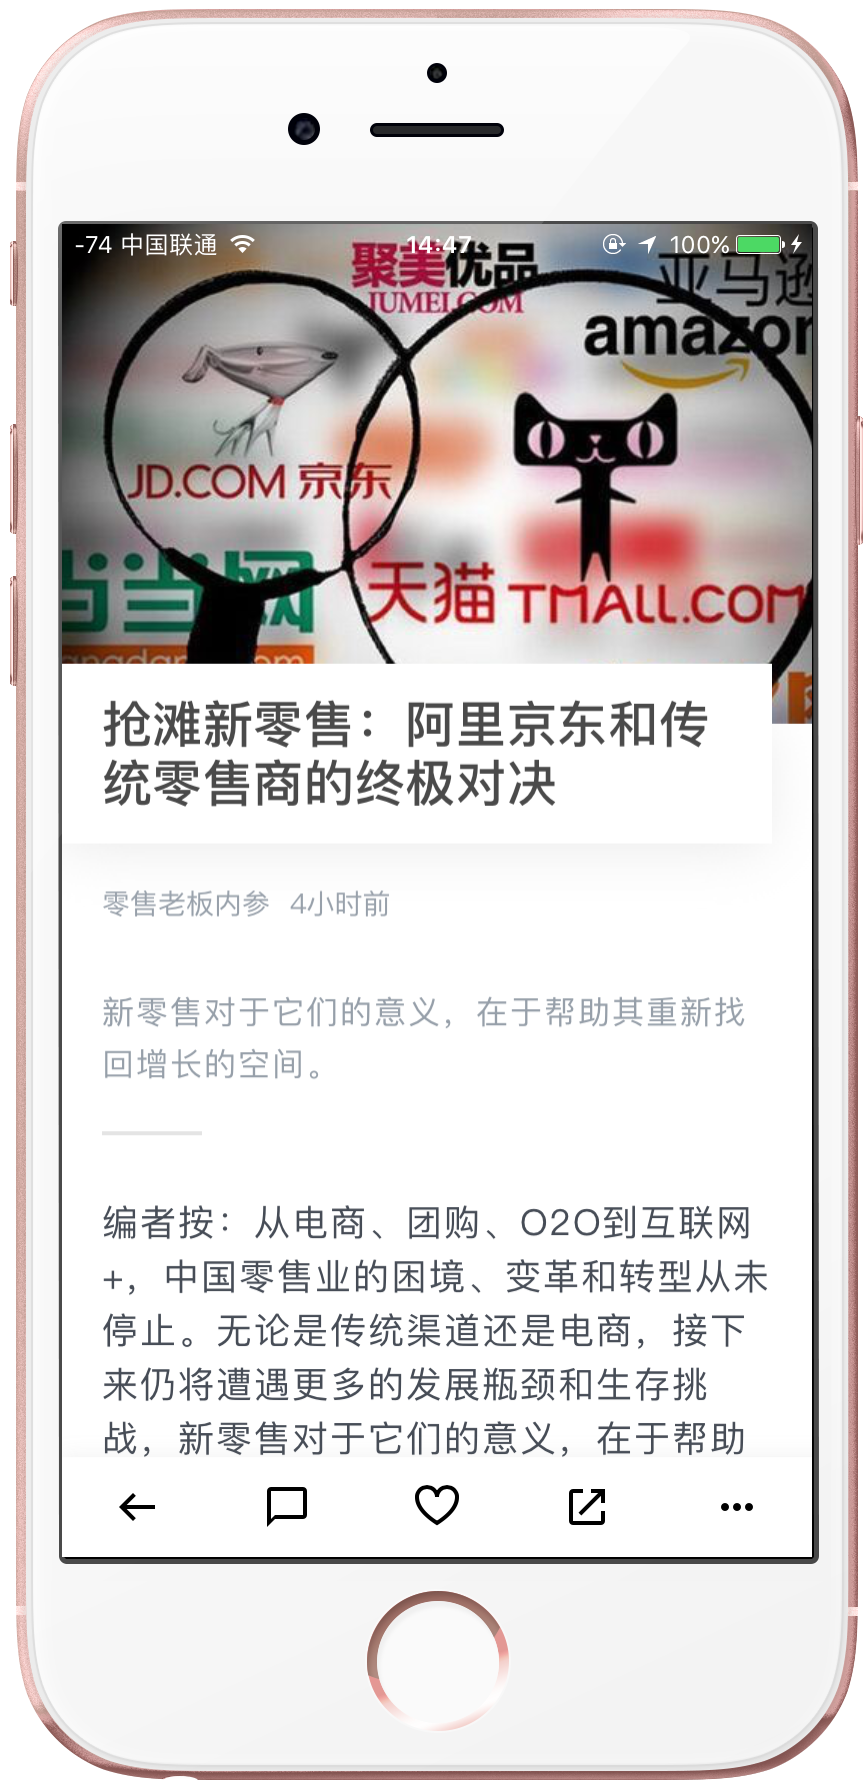 -74 中国联通 14:47 100%
聚美优品
JUMEI.COM
亚马逊
amazon
JD.COM 京东
当当网
天猫 TMALL.COM
抢滩新零售：阿里京东和传
统零售商的终极对决
零售老板内参 4小时前
新零售对于它们的意义，在于帮助其重新找
回增长的空间。
编者按：从电商、团购、O2O到互联网
+，中国零售业的困境、变革和转型从未
停止。无论是传统渠道还是电商，接下
来仍将遭遇更多的发展瓶颈和生存挑
战，新零售对于它们的意义，在于帮助